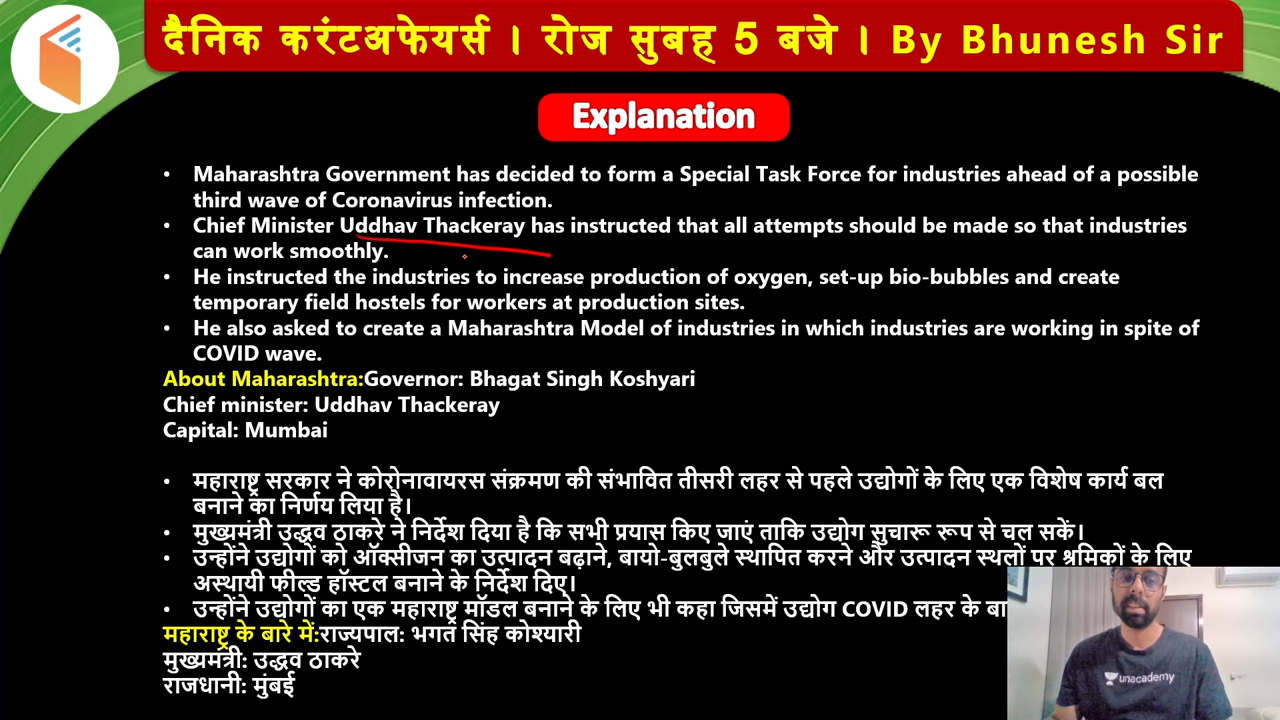 दैनिक करंटअफेयर्स । रोज सुबह 5 बजे । By Bhunesh Sir
Explanation
• Maharashtra Government has decided to form a Special Task Force for industries ahead of a possible
third wave of Coronavirus infection.
• Chief Minister Uddhav Thackeray has instructed that all attempts should be made so that industries
can work smoothly.
• He instructed the industries to increase production of oxygen, set-up bio-bubbles and create
temporary field hostels for workers at production sites.
• He also asked to create a Maharashtra Model of industries in which industries are working in spite of
COVID wave.
About Maharashtra:Governor: Bhagat Singh Koshyari
Chief minister: Uddhav Thackeray
Capital: Mumbai
• महाराष्ट्र सरकार ने कोरोनावायरस संक्रमण की संभावित तीसरी लहर से पहले उद्योगों के लिए एक विशेष कार्य बल
बनाने का निर्णय लिया है।
• मुख्यमंत्री उद्धव ठाकरे ने निर्देश दिया है कि सभी प्रयास किए जाएं ताकि उद्योग सुचारू रूप से चल सकें।
• उन्होंने उद्योगों को ऑक्सीजन का उत्पादन बढ़ाने, बायो-बुलबुले स्थापित करने और उत्पादन स्थलों पर श्रमिकों के लिए
अस्थायी फील्ड हॉस्टल बनाने के निर्देश दिए।
• उन्होंने उद्योगों का एक महाराष्ट्र मॉडल बनाने के लिए भी कहा जिसमें उद्योग COVID लहर के
महाराष्ट्र के बारे में:राज्यपाल: भगत सिंह कोश्यारी
मुख्यमंत्री: उद्धव ठाकरे
राजधानी: मुंबई
unacademy